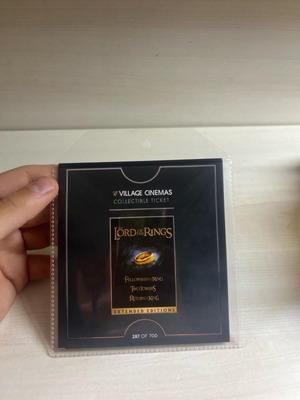 VILLAGE CINEMAS
COLLECTIBLE TICKET
THE LORD OF THE RINGS
FELLOWSHIP OF THE RING
TWO TOWERS
RETURN OF THE KING
EXTENDED EDITIONS
287 OF 700